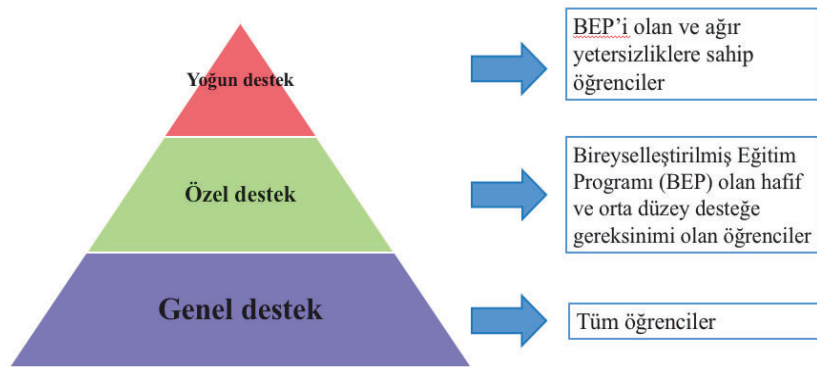 Yoğun destek
BEP’i olan ve ağır
yetersizliklere sahip
öğrenciler
Özel destek
Bireyselleştirilmiş Eğitim
Programı (BEP) olan hafif
ve orta düzey desteğe
gereksinimi olan öğrenciler
Genel destek
Tüm öğrenciler